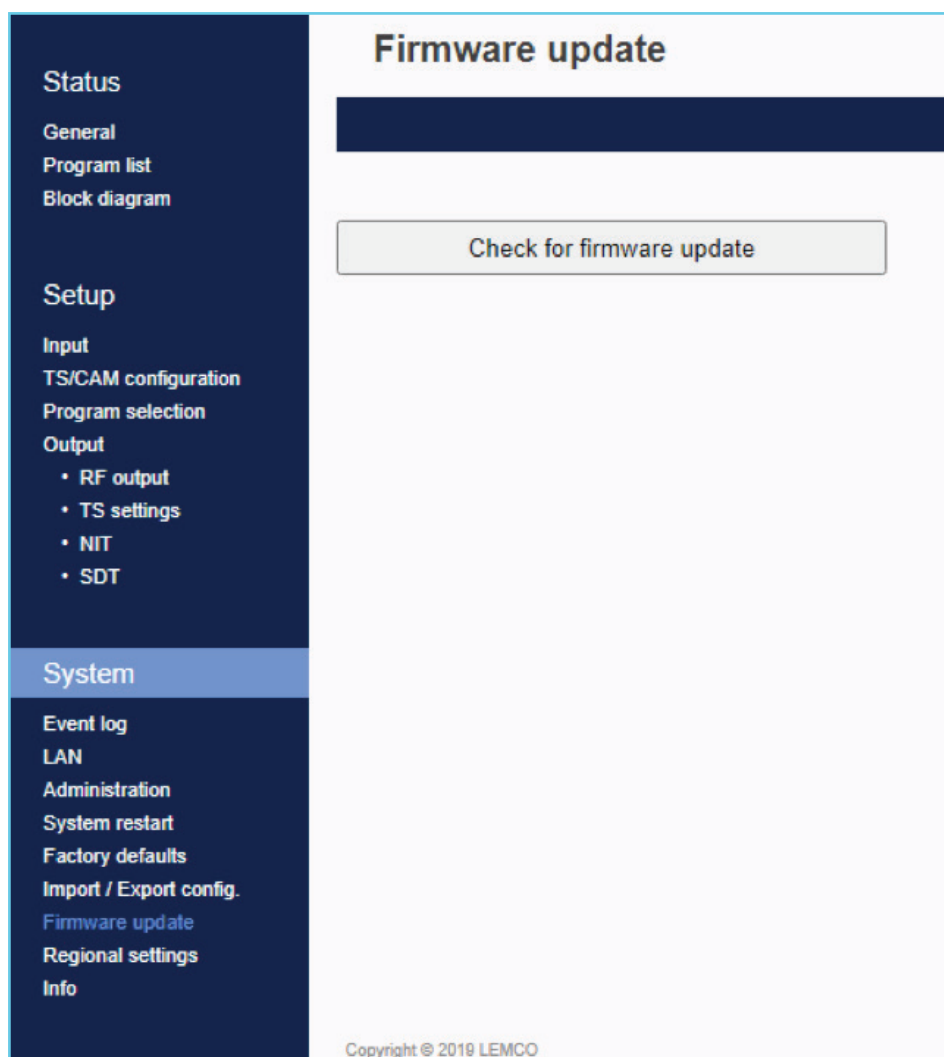 Status
General
Program list
Block diagram
Setup
Input
TS/CAM configuration
Program selection
Output
• RF output
• TS settings
• NIT
• SDT
System
Event log
LAN
Administration
System restart
Factory defaults
Import / Export config.
Firmware update
Regional settings
Info
Firmware update
Check for firmware update
Copyright © 2019 LEMCO